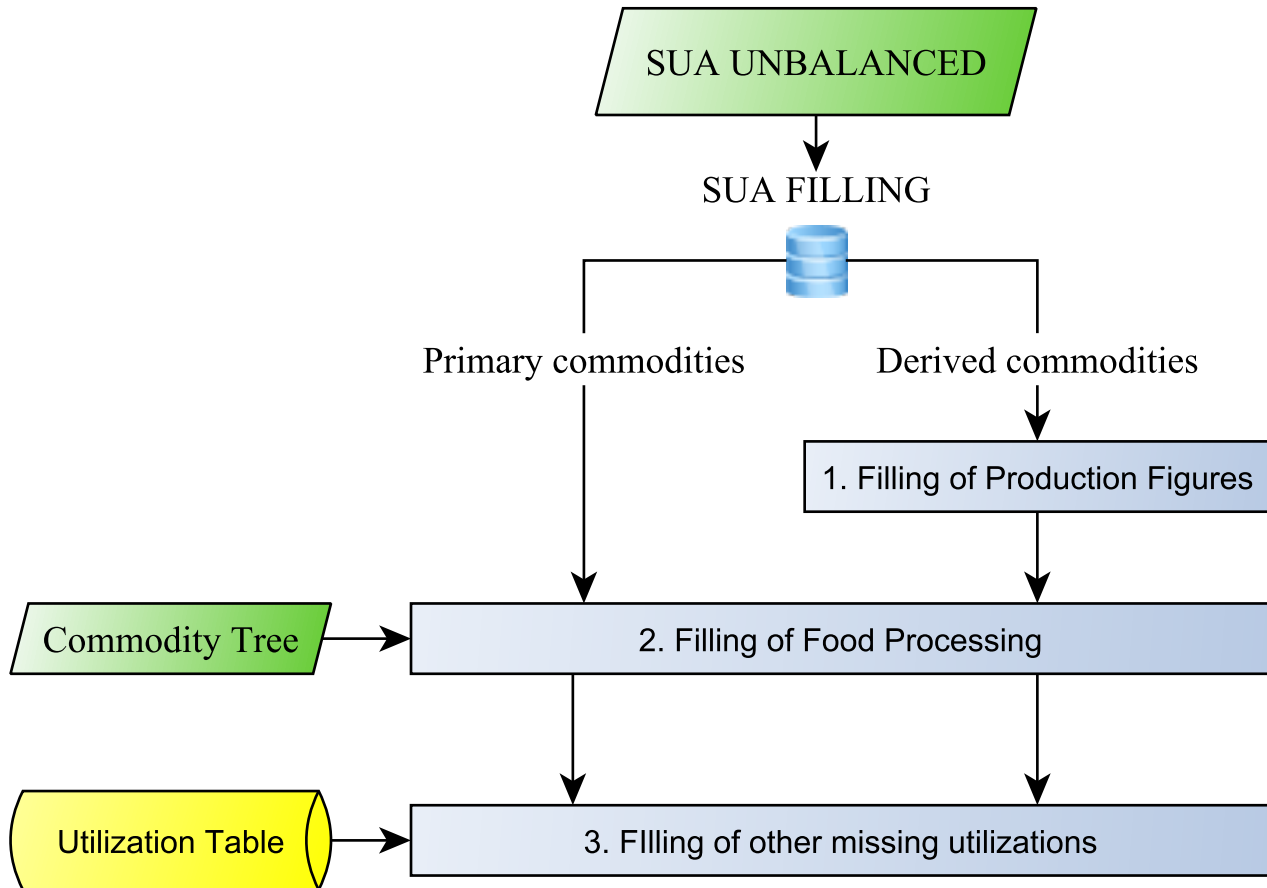 SUA UNBALANCED
SUA FILLING
Primary commodities
Derived commodities
1. Filling of Production Figures
Commodity Tree
2. Filling of Food Processing
Utilization Table
3. FIlling of other missing utilizations